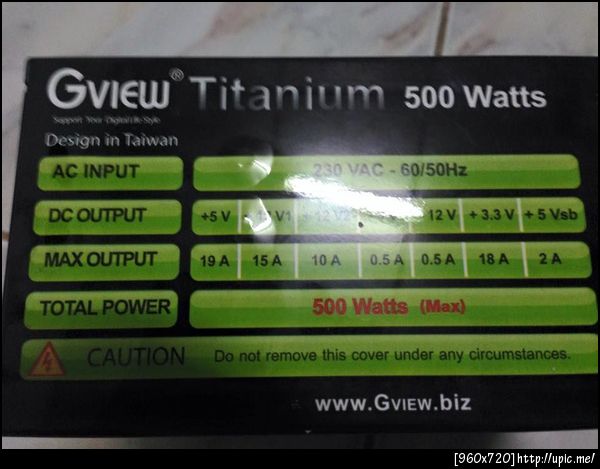 GVIEW® Titanium 500 Watts
Support Your Digital Life Style
Design in Taiwan
AC INPUT 230 VAC - 60/50Hz
DC OUTPUT +5 V V1 + 12 V2 12 V + 3.3 V + 5 Vsb
MAX OUTPUT 19 A 15 A 10 A 0.5 A 0.5 A 18 A 2 A
TOTAL POWER 500 Watts (Max)
CAUTION Do not remove this cover under any circumstances.
www.GVIEW.biz
[960x720]http://upic.me/